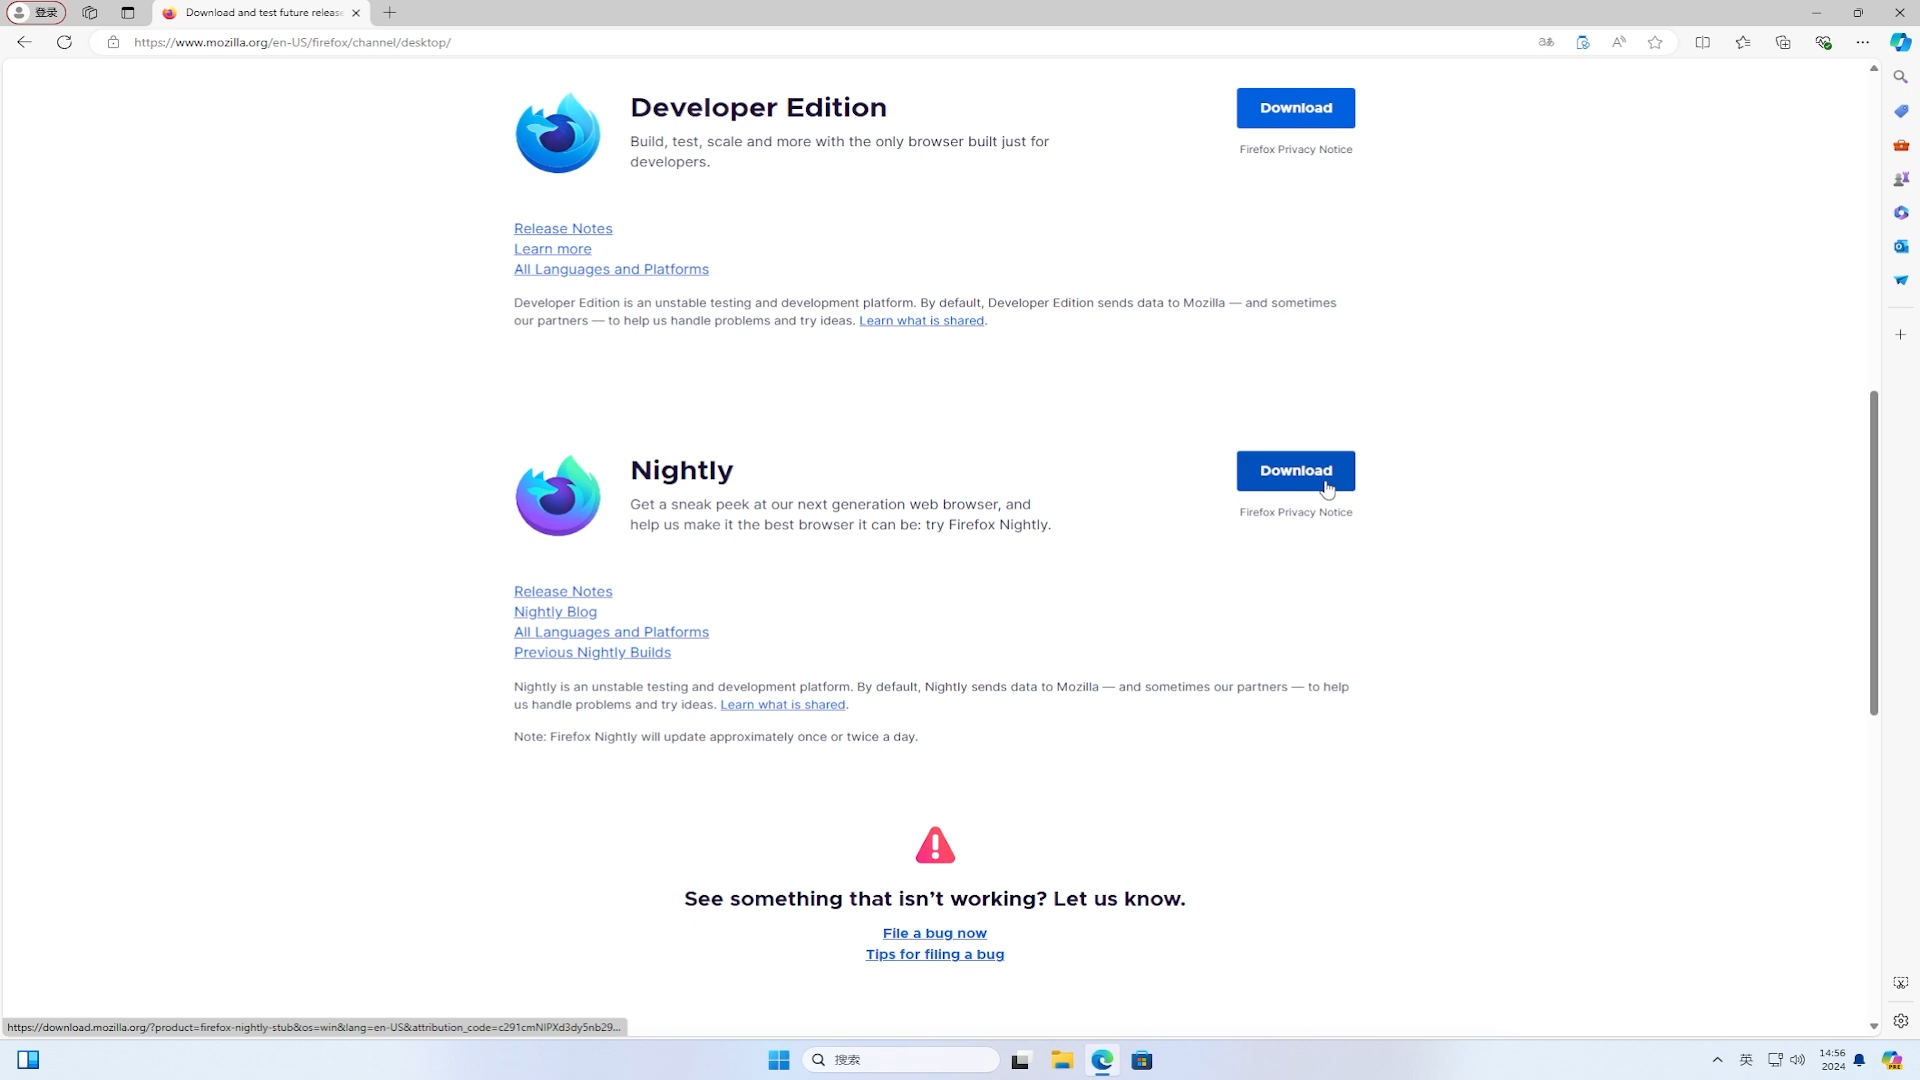 登录
Download and test future release
https://www.mozilla.org/en-US/firefox/channel/desktop/
Developer Edition
Build, test, scale and more with the only browser built just for
developers.
Download
Firefox Privacy Notice
Release Notes
Learn more
All Languages and Platforms
Developer Edition is an unstable testing and development platform. By default, Developer Edition sends data to Mozilla — and sometimes
our partners — to help us handle problems and try ideas. Learn what is shared.
Nightly
Get a sneak peek at our next generation web browser, and
help us make it the best browser it can be: try Firefox Nightly.
Download
Firefox Privacy Notice
Release Notes
Nightly Blog
All Languages and Platforms
Previous Nightly Builds
Nightly is an unstable testing and development platform. By default, Nightly sends data to Mozilla — and sometimes our partners — to help
us handle problems and try ideas. Learn what is shared.
Note: Firefox Nightly will update approximately once or twice a day.
See something that isn’t working? Let us know.
File a bug now
Tips for filing a bug
https://download.mozilla.org/?product=firefox-nightly-stub&os=win&lang=en-US&attribution_code=c291cmNlPXd3dy5nb29...
搜索
英
14:56
2024
PRE